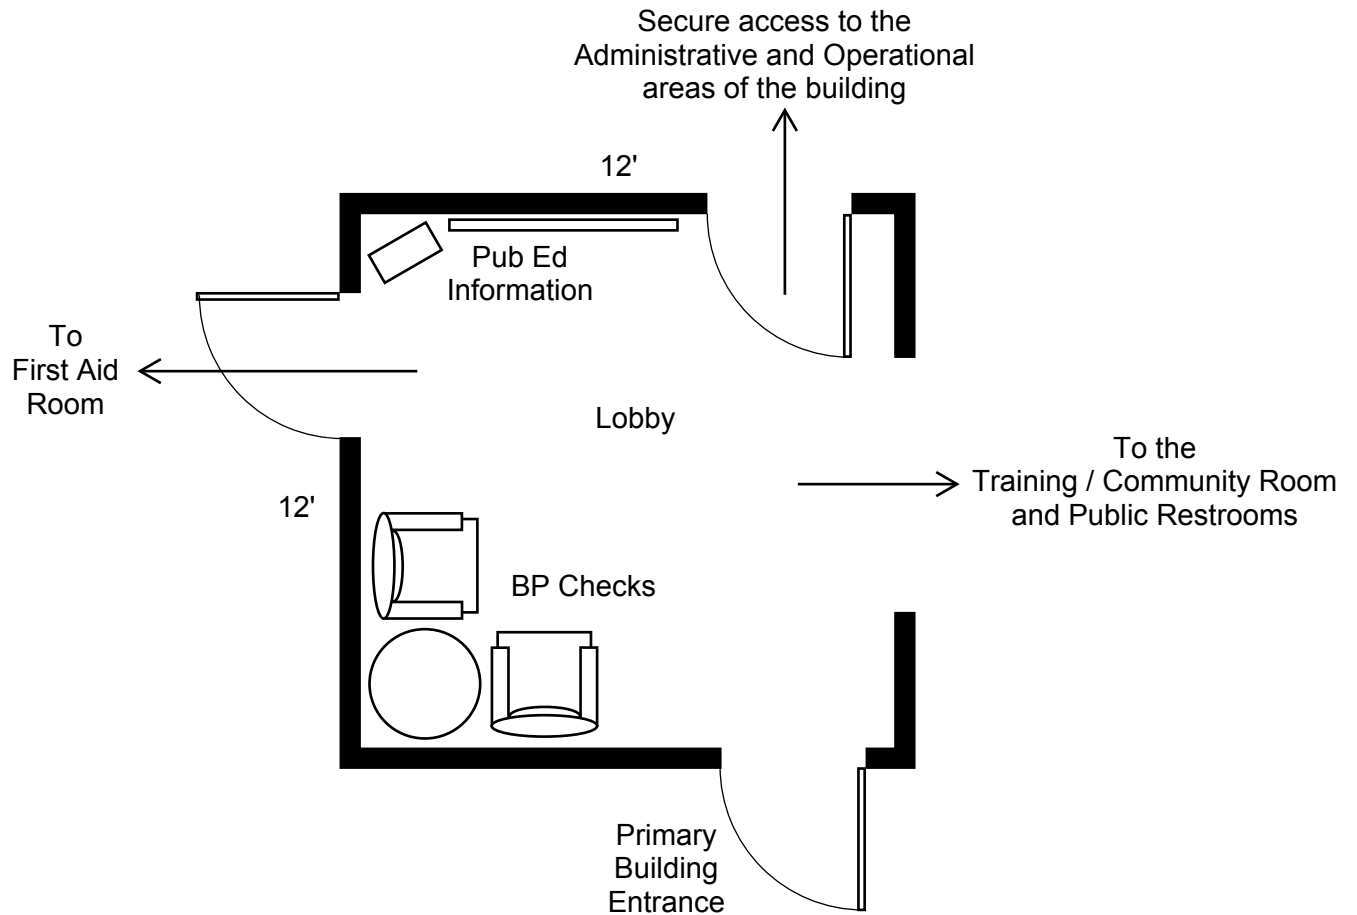 Secure access to the
Administrative and Operational
areas of the building
12'
Pub Ed
Information
To
First Aid
Room
Lobby
To the
Training / Community Room
and Public Restrooms
12'
BP Checks
Primary
Building
Entrance